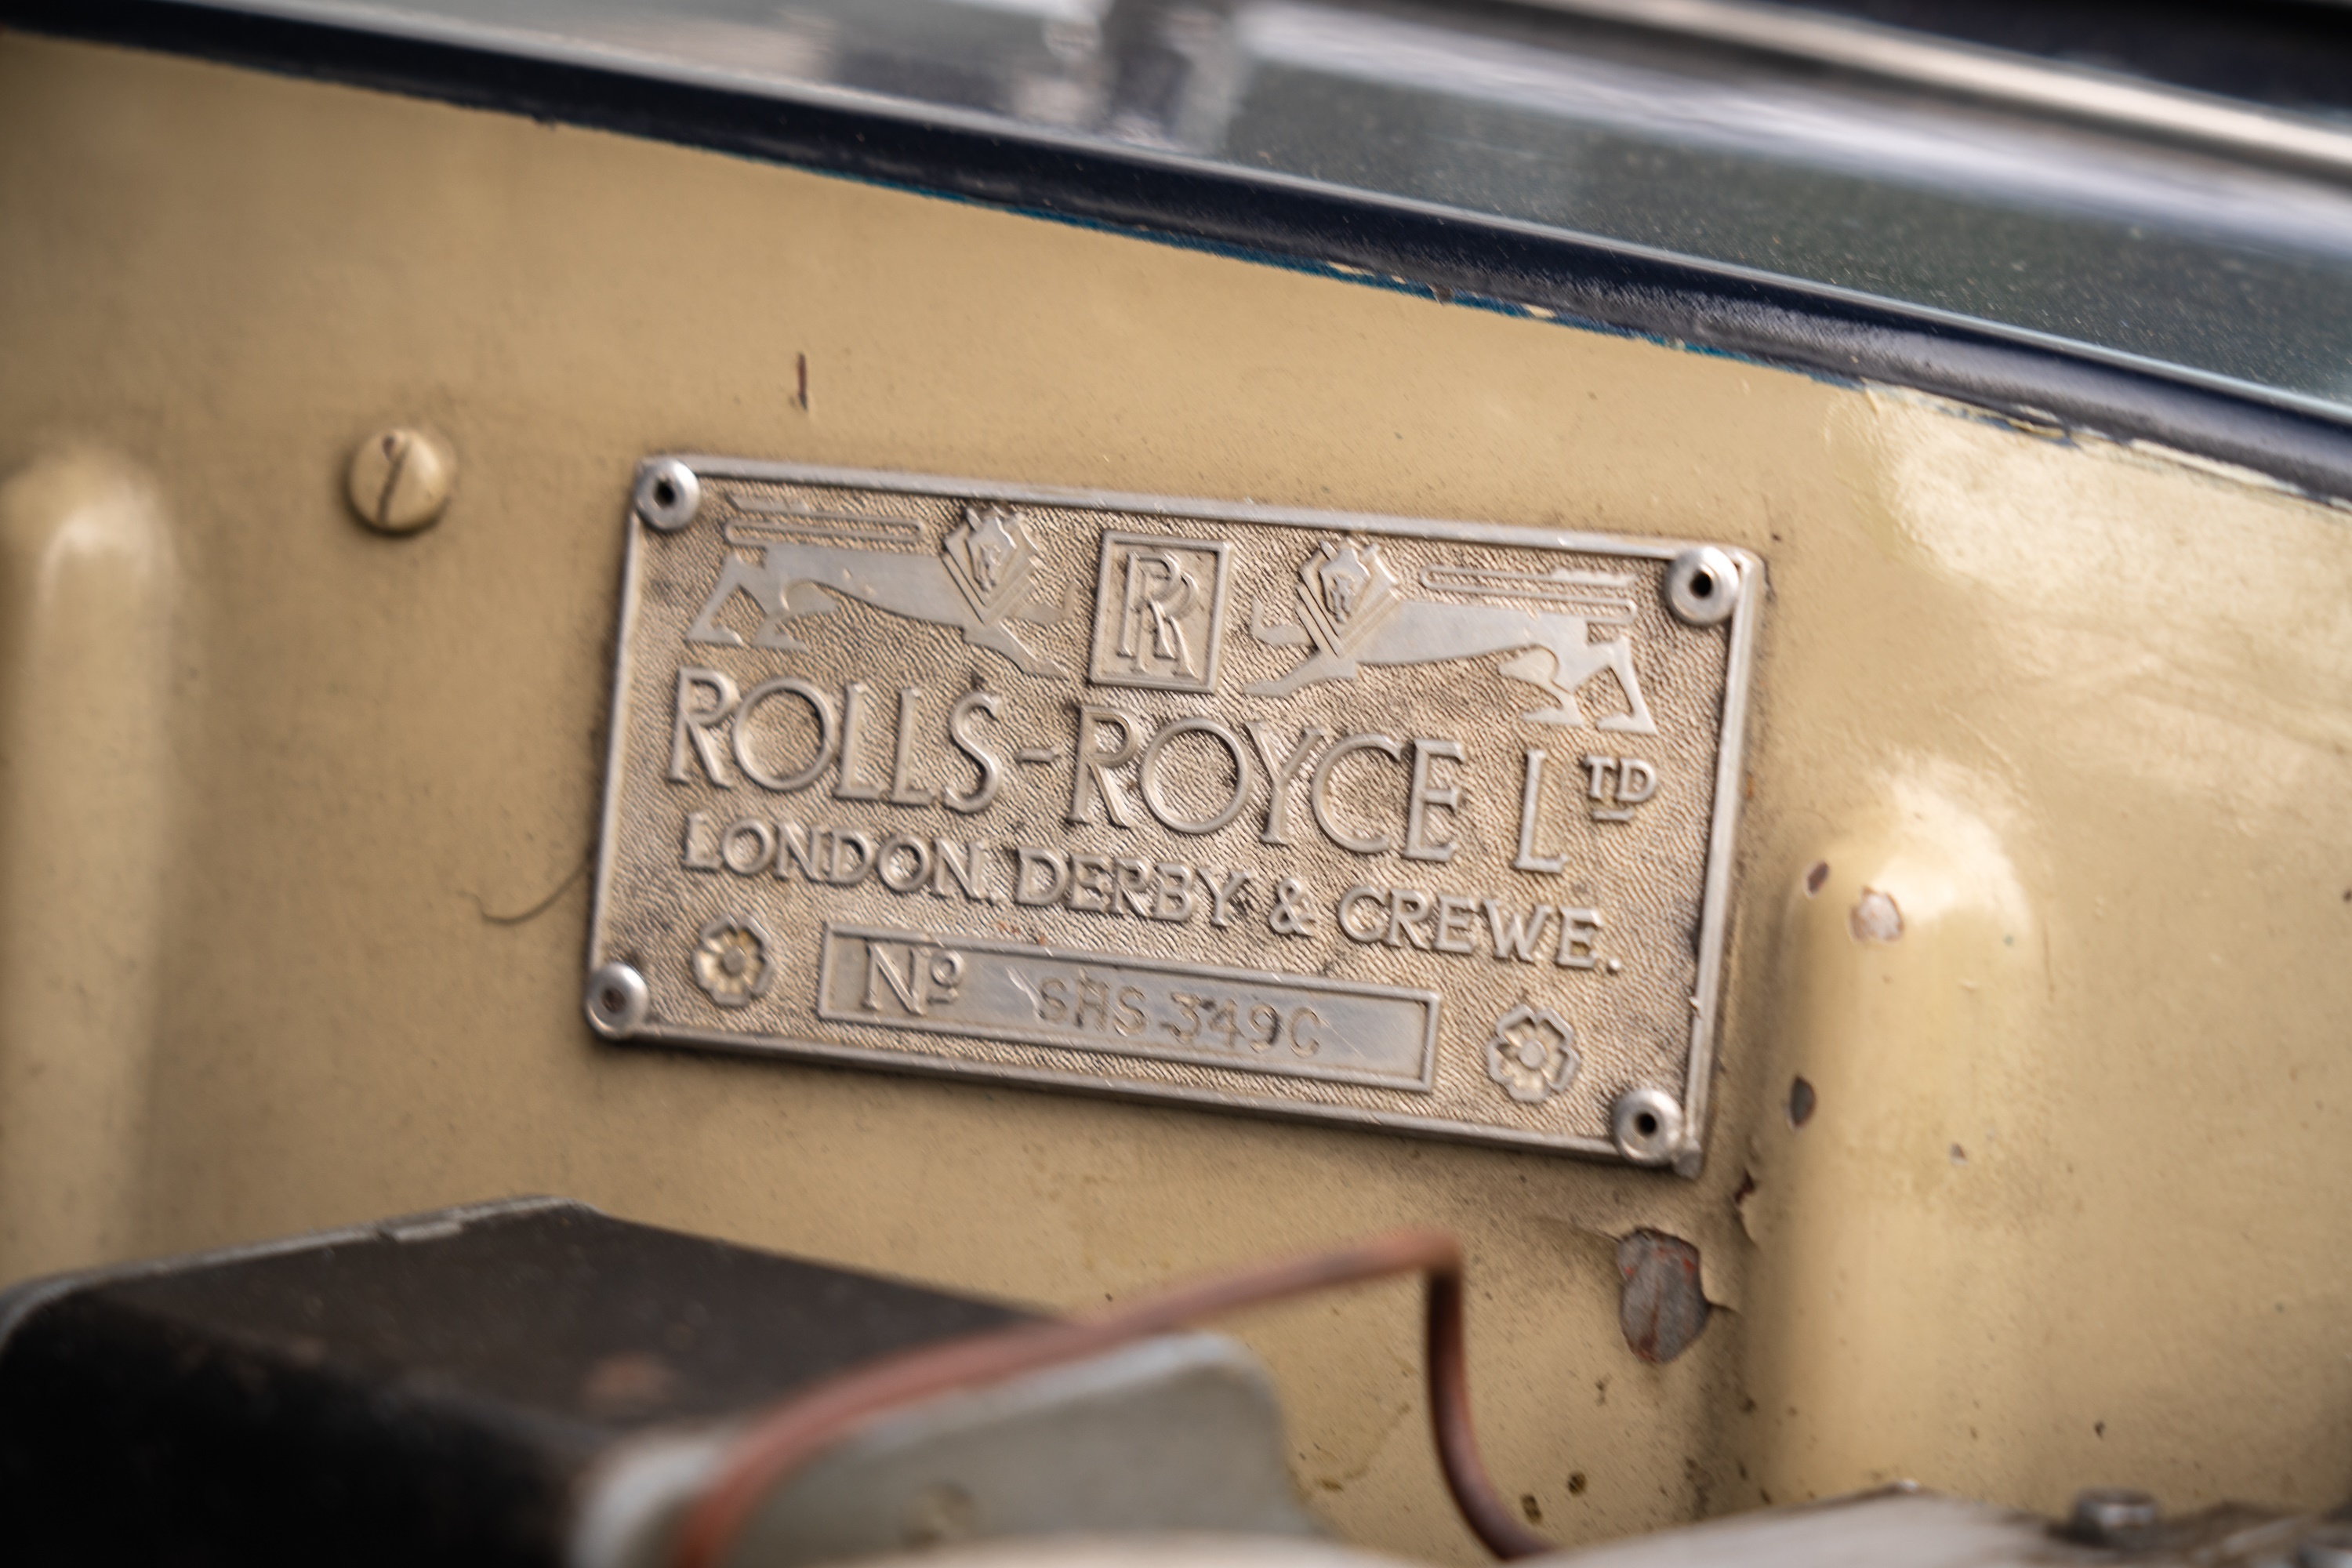 RR
ROLLS-ROYCE LTD
LONDON, DERBY & CREWE.
Nº SHS 349C